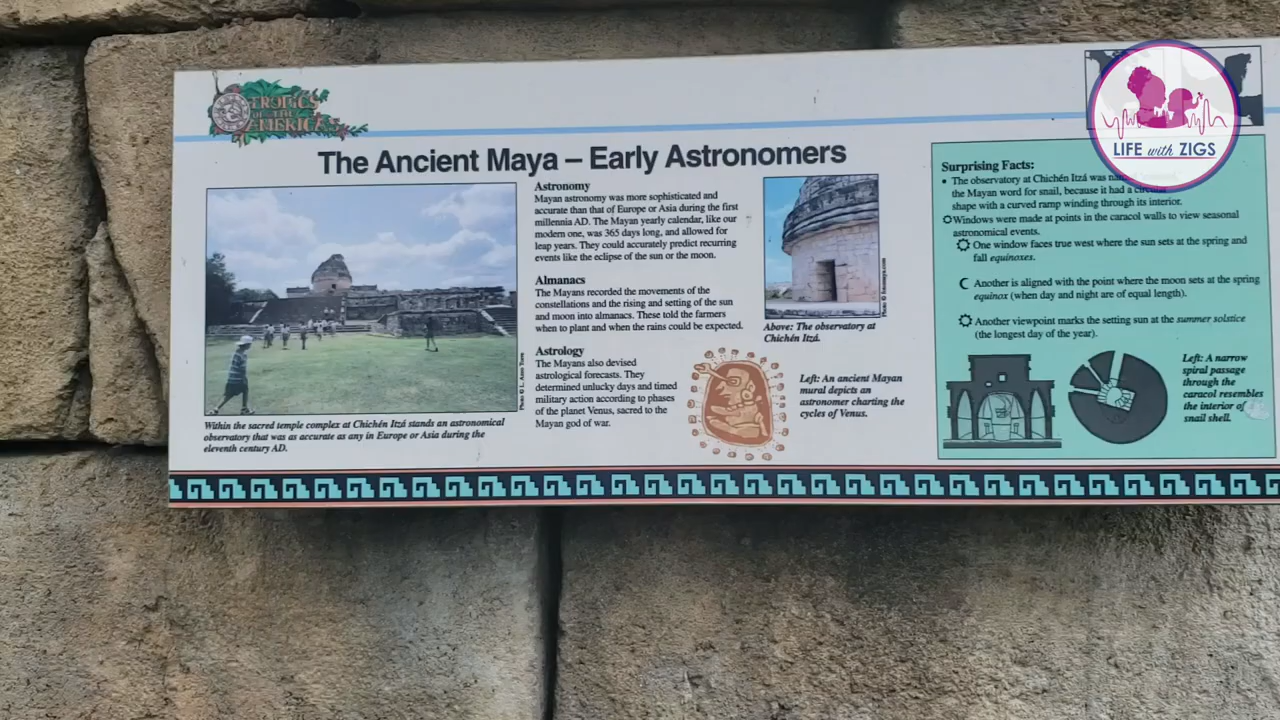 TROPICS
OF THE
AMERICAS
The Ancient Maya – Early Astronomers
Within the sacred temple complex at Chichén Itzá stands an astronomical
observatory that was as accurate as any in Europe or Asia during the
eleventh century AD.
Astronomy
Mayan astronomy was more sophisticated and
accurate than that of Europe or Asia during the first
millennia AD. The Mayan yearly calendar, like our
modern one, was 365 days long, and allowed for
leap years. They could accurately predict recurring
events like the eclipse of the sun or the moon.
Almanacs
The Mayans recorded the movements of the
constellations and the rising and setting of the sun
and moon into almanacs. These told the farmers
when to plant and when the rains could be expected.
Astrology
The Mayans also devised
astrological forecasts. They
determined unlucky days and timed
military action according to phases
of the planet Venus, sacred to the
Mayan god of war.
Above: The observatory at
Chichén Itzá.
Left: An ancient Mayan
mural depicts an
astronomer charting the
cycles of Venus.
LIFE with ZIGS
Surprising Facts:
• The observatory at Chichén Itzá was
the Mayan word for snail, because it had a
shape with a curved ramp winding through its interior.
Windows were made at points in the caracol walls to view seasonal
astronomical events.
One window faces true west where the sun sets at the spring and
fall equinoxes.
Another is aligned with the point where the moon sets at the spring
equinox (when day and night are of equal length).
Another viewpoint marks the setting sun at the summer solstice
(the longest day of the year).
Left: A narrow
spiral passage
through the
caracol resembles
the interior of
snail shell.